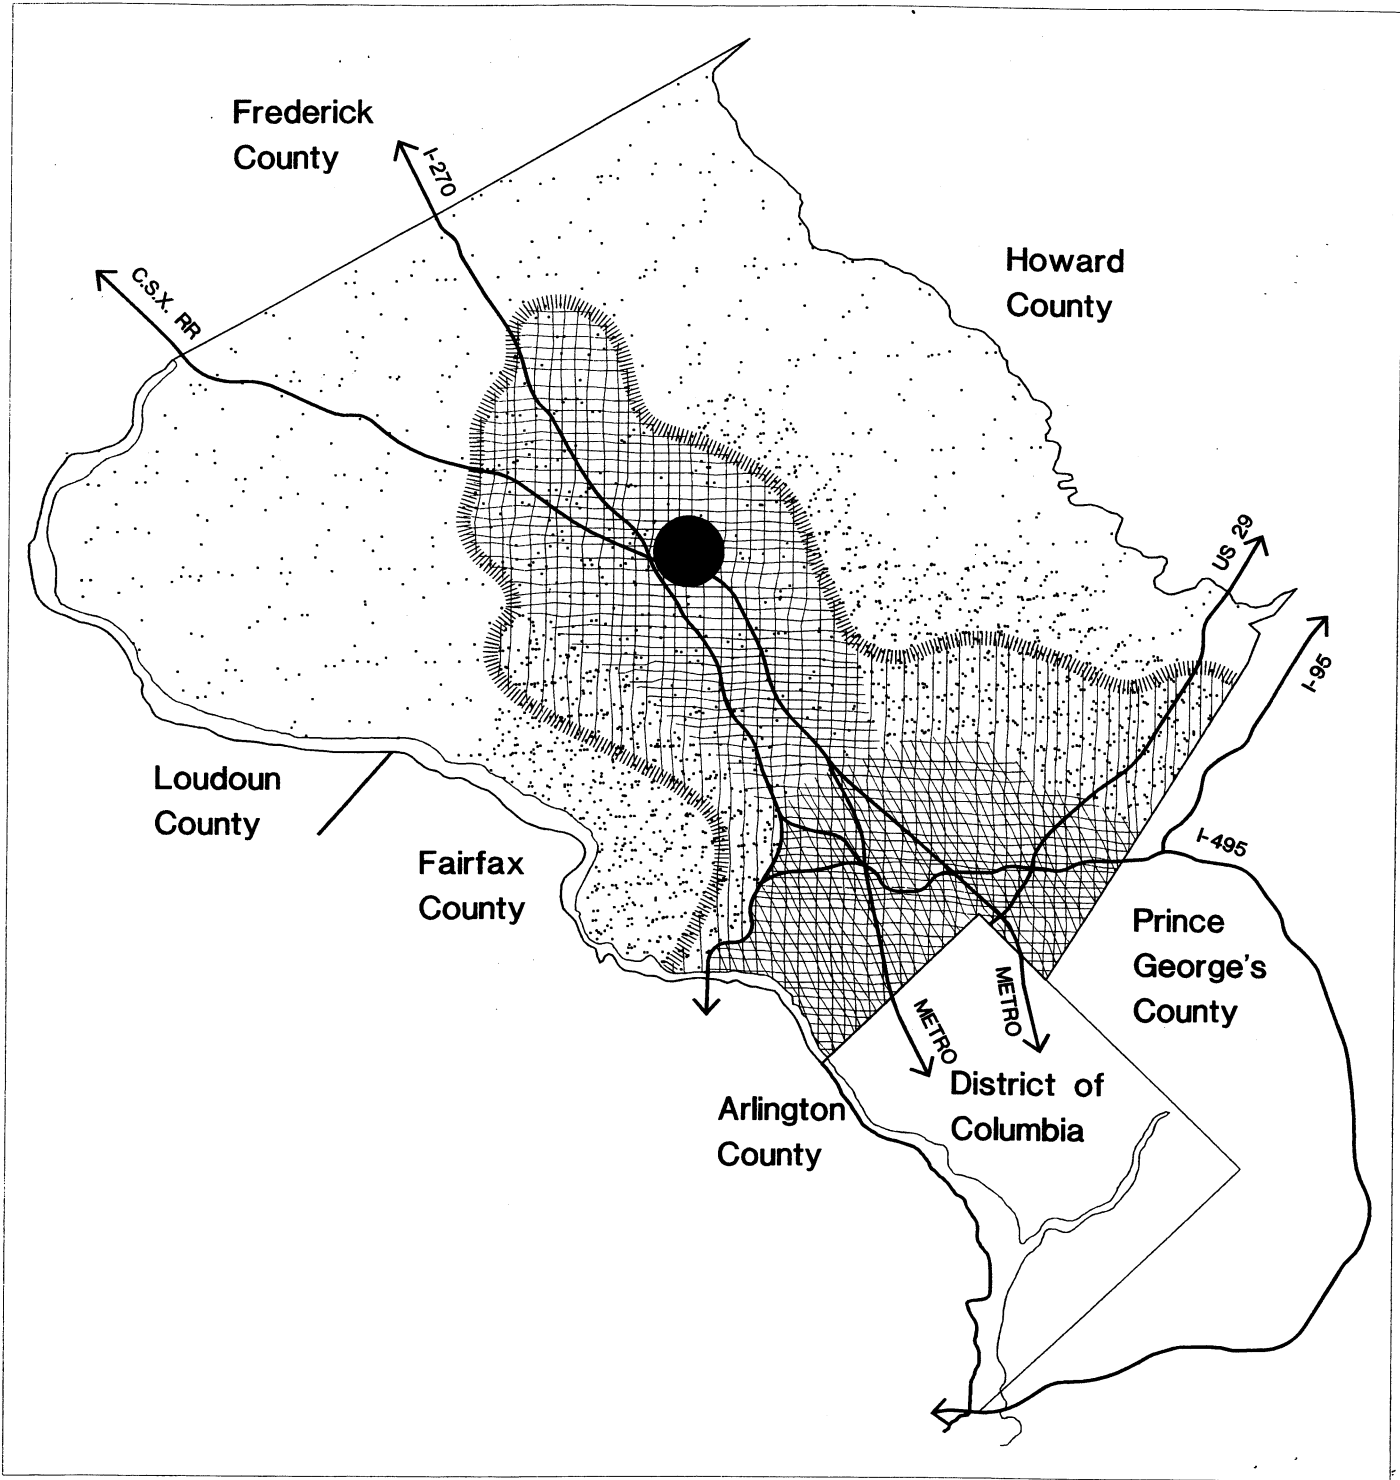 Frederick
County
I-270
C.S.X. RR
Howard
County
US 29
I-95
Loudoun
County
I-495
Fairfax
County
Prince
George's
County
METRO
METRO
District of
Columbia
Arlington
County